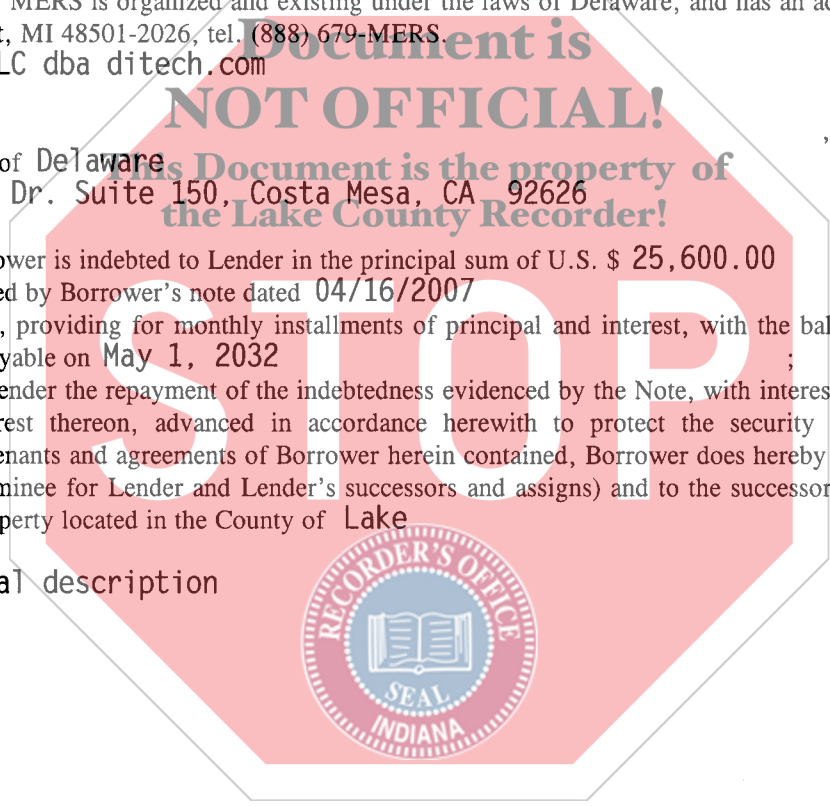 MERS is organized and existing under the laws of Delaware, and has an ad
t, MI 48501-2026, tel. (888) 679-MERS.
Document is
LC dba ditech.com
NOT OFFICIAL!
,
of Delaware
This Document is the property of
Dr. Suite 150, Costa Mesa, CA 92626
the Lake County Recorder!
ower is indebted to Lender in the principal sum of U.S. $ 25,600.00
ed by Borrower's note dated 04/16/2007
, providing for monthly installments of principal and interest, with the bal
yable on May 1, 2032 ;
STOP
ender the repayment of the indebtedness evidenced by the Note, with interes
rest thereon, advanced in accordance herewith to protect the security
enants and agreements of Borrower herein contained, Borrower does hereby
minee for Lender and Lender's successors and assigns) and to the successor
perty located in the County of Lake
al description
RECORDER'S OFFICE
SEAL
INDIANA